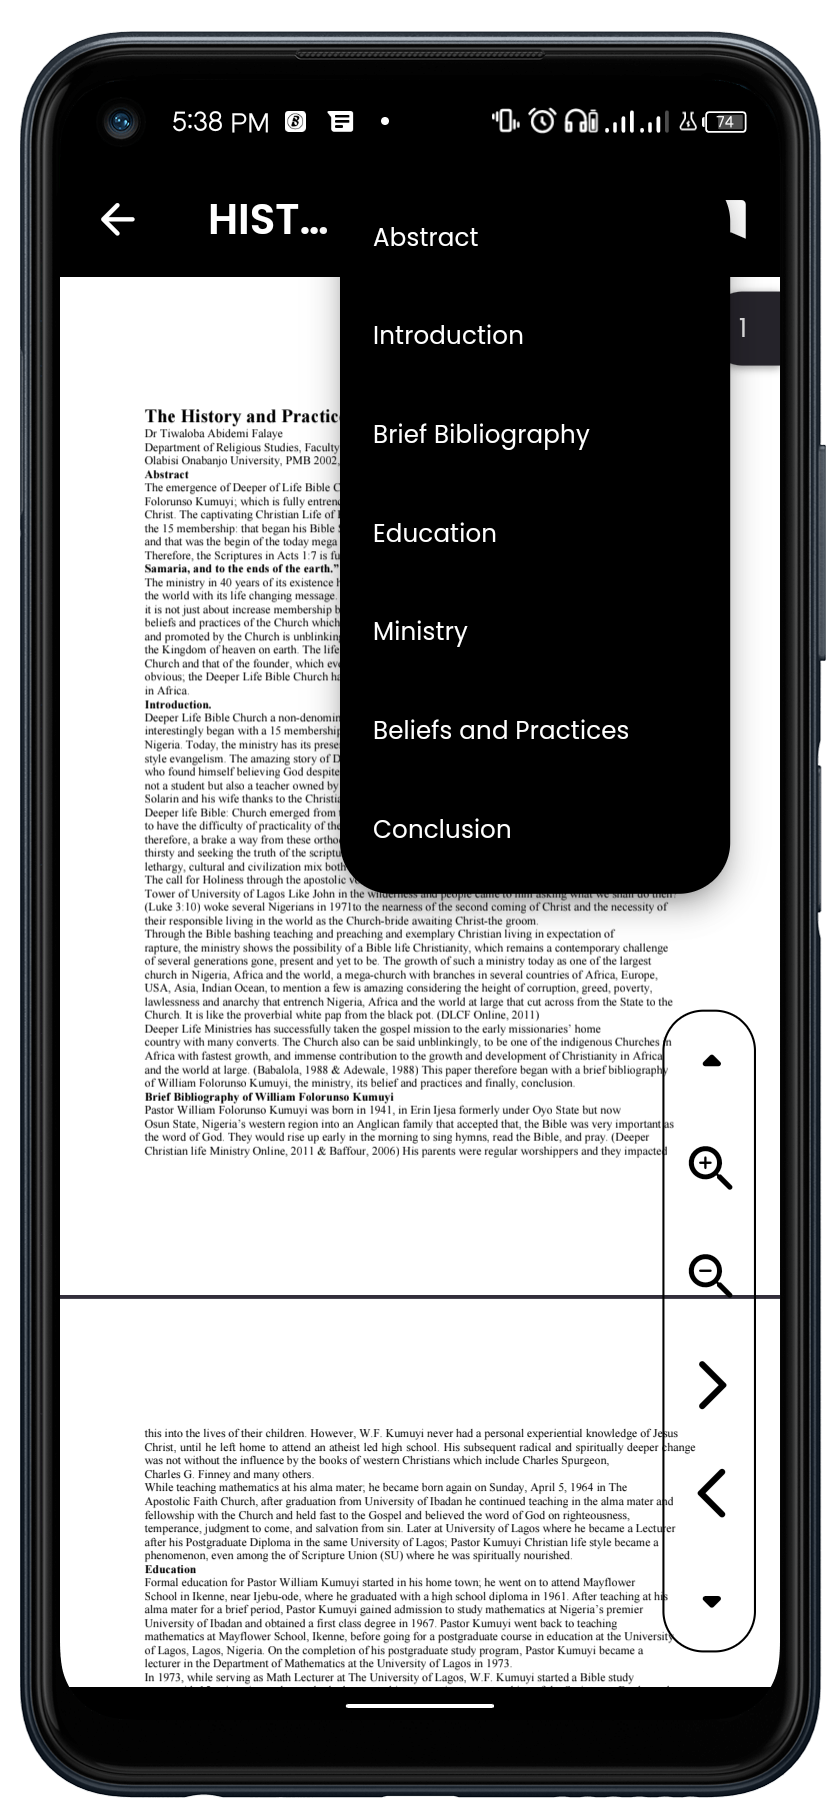 5:38 PM
74
HIST...
1
Abstract
Introduction
Brief Bibliography
Education
Ministry
Beliefs and Practices
Conclusion
The History and Practic
Dr Tiwaloba Abidemi Falaye
Department of Religious Studies, Faculty
Olabisi Onabanjo University, PMB 2002,
Abstract
The emergence of Deeper of Life Bible C
Folorunso Kumuyi; which is fully entrenc
Christ. The captivating Christian Life of
the 15 membership: that began his Bible
and that was the begin of the today mega
Therefore, the Scriptures in Acts 1:7 is fu
Samaria, and to the ends of the earth."
The ministry in 40 years of its existence h
the world with its life changing message.
it is not just about increase membership b
beliefs and practices of the Church which
and promoted by the Church is unblinking
the Kingdom of heaven on earth. The life
Church and that of the founder, which eve
obvious; the Deeper Life Bible Church ha
in Africa.
Introduction.
Deeper Life Bible Church a non-denomin
interestingly began with a 15 membership
Nigeria. Today, the ministry has its prese
style evangelism. The amazing story of D
who found himself believing God despite
not a student but also a teacher owned by
Solarin and his wife thanks to the Christia
Deeper life Bible: Church emerged from
to have the difficulty of practicality of the
therefore, a brake a way from these ortho
thirsty and seeking the truth of the scriptu
lethargy, cultural and civilization mix both
The call for Holiness through the apostolic v
Tower of University of Lagos Like John in the wilderness and people came to him asking what we shall do then?
(Luke 3:10) woke several Nigerians in 1971to the nearness of the second coming of Christ and the necessity of
their responsible living in the world as the Church-bride awaiting Christ-the groom.
Through the Bible bashing teaching and preaching and exemplary Christian living in expectation of
rapture, the ministry shows the possibility of a Bible life Christianity, which remains a contemporary challenge
of several generations gone, present and yet to be. The growth of such a ministry today as one of the largest
church in Nigeria, Africa and the world, a mega-church with branches in several countries of Africa, Europe,
USA, Asia, Indian Ocean, to mention a few is amazing considering the height of corruption, greed, poverty,
lawlessness and anarchy that entrench Nigeria, Africa and the world at large that cut across from the State to the
Church. It is like the proverbial white pap from the black pot. (DLCF Online, 2011)
Deeper Life Ministries has successfully taken the gospel mission to the early missionaries' home
country with many converts. The Church also can be said unblinkingly, to be one of the indigenous Churches in
Africa with fastest growth, and immense contribution to the growth and development of Christianity in Africa
and the world at large. (Babalola, 1988 & Adewale, 1988) This paper therefore began with a brief bibliography
of William Folorunso Kumuyi, the ministry, its belief and practices and finally, conclusion.
Brief Bibliography of William Folorunso Kumuyi
Pastor William Folorunso Kumuyi was born in 1941, in Erin Ijesa formerly under Oyo State but now
Osun State, Nigeria's western region into an Anglican family that accepted that, the Bible was very important as
the word of God. They would rise up early in the morning to sing hymns, read the Bible, and pray. (Deeper
Christian life Ministry Online, 2011 & Baffour, 2006) His parents were regular worshippers and they impacted
this into the lives of their children. However, W.F. Kumuyi never had a personal experiential knowledge of Jesus
Christ, until he left home to attend an atheist led high school. His subsequent radical and spiritually deeper change
was not without the influence by the books of western Christians which include Charles Spurgeon,
Charles G. Finney and many others.
While teaching mathematics at his alma mater; he became born again on Sunday, April 5, 1964 in The
Apostolic Faith Church, after graduation from University of Ibadan he continued teaching in the alma mater and
fellowship with the Church and held fast to the Gospel and believed the word of God on righteousness,
temperance, judgment to come, and salvation from sin. Later at University of Lagos where he became a Lecturer
after his Postgraduate Diploma in the same University of Lagos; Pastor Kumuyi Christian life style became a
phenomenon, even among the of Scripture Union (SU) where he was spiritually nourished.
Education
Formal education for Pastor William Kumuyi started in his home town; he went on to attend Mayflower
School in Ikenne, near Ijebu-ode, where he graduated with a high school diploma in 1961. After teaching at his
alma mater for a brief period, Pastor Kumuyi gained admission to study mathematics at Nigeria's premier
University of Ibadan and obtained a first class degree in 1967. Pastor Kumuyi went back to teaching
mathematics at Mayflower School, Ikenne, before going for a postgraduate course in education at the University
of Lagos, Lagos, Nigeria. On the completion of his postgraduate study program, Pastor Kumuyi became a
lecturer in the Department of Mathematics at the University of Lagos in 1973.
In 1973, while serving as Math Lecturer at The University of Lagos, W.F. Kumuyi started a Bible study